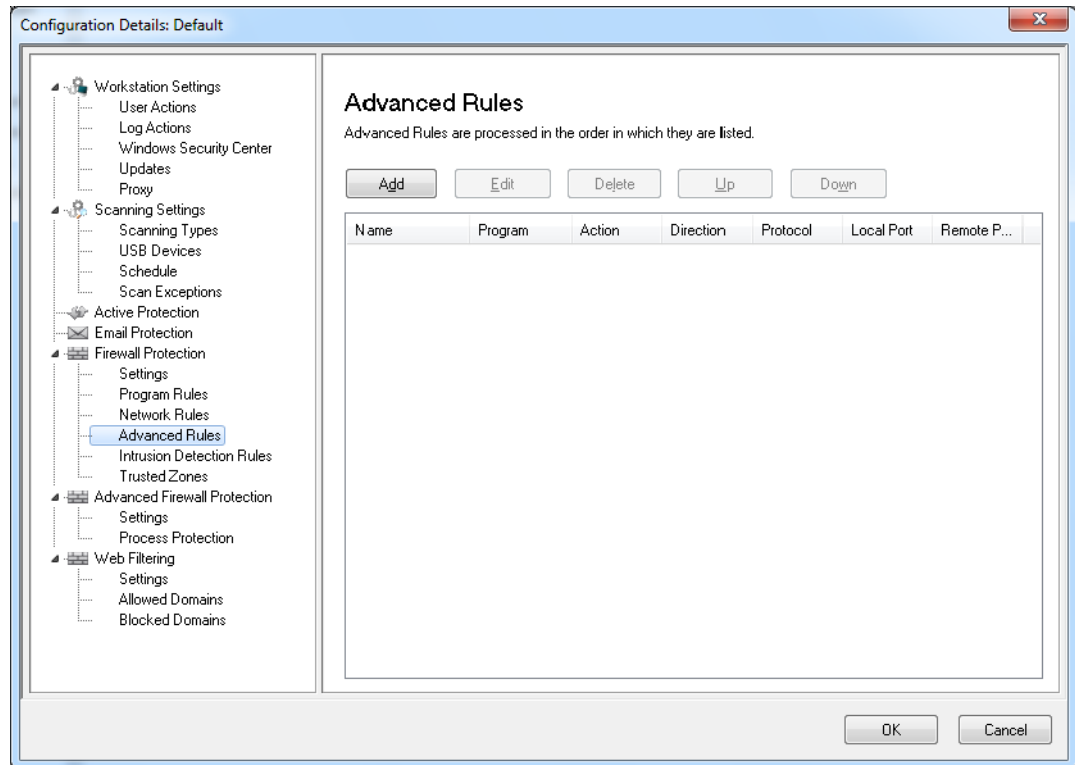 Configuration Details: Default
Workstation Settings
User Actions
Log Actions
Windows Security Center
Updates
Proxy
Scanning Settings
Scanning Types
USB Devices
Schedule
Scan Exceptions
Active Protection
Email Protection
Firewall Protection
Settings
Program Rules
Network Rules
Advanced Rules
Intrusion Detection Rules
Trusted Zones
Advanced Firewall Protection
Settings
Process Protection
Web Filtering
Settings
Allowed Domains
Blocked Domains
Advanced Rules
Advanced Rules are processed in the order in which they are listed.
Add Edit Delete Up Down
Name Program Action Direction Protocol Local Port Remote P...
OK Cancel